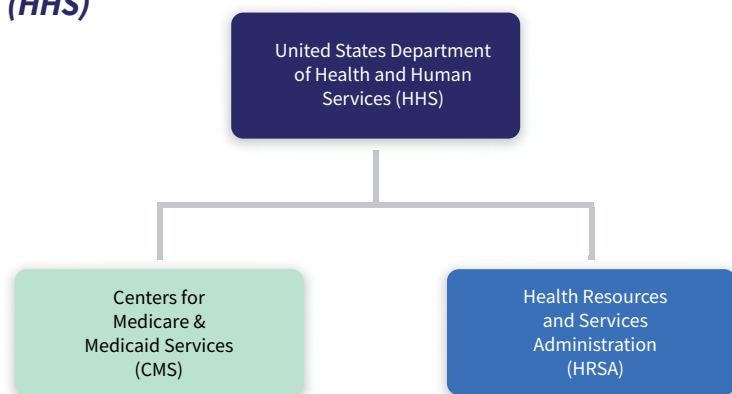 (HHS)
United States Department
of Health and Human
Services (HHS)
Centers for
Medicare &
Medicaid Services
(CMS)
Health Resources
and Services
Administration
(HRSA)